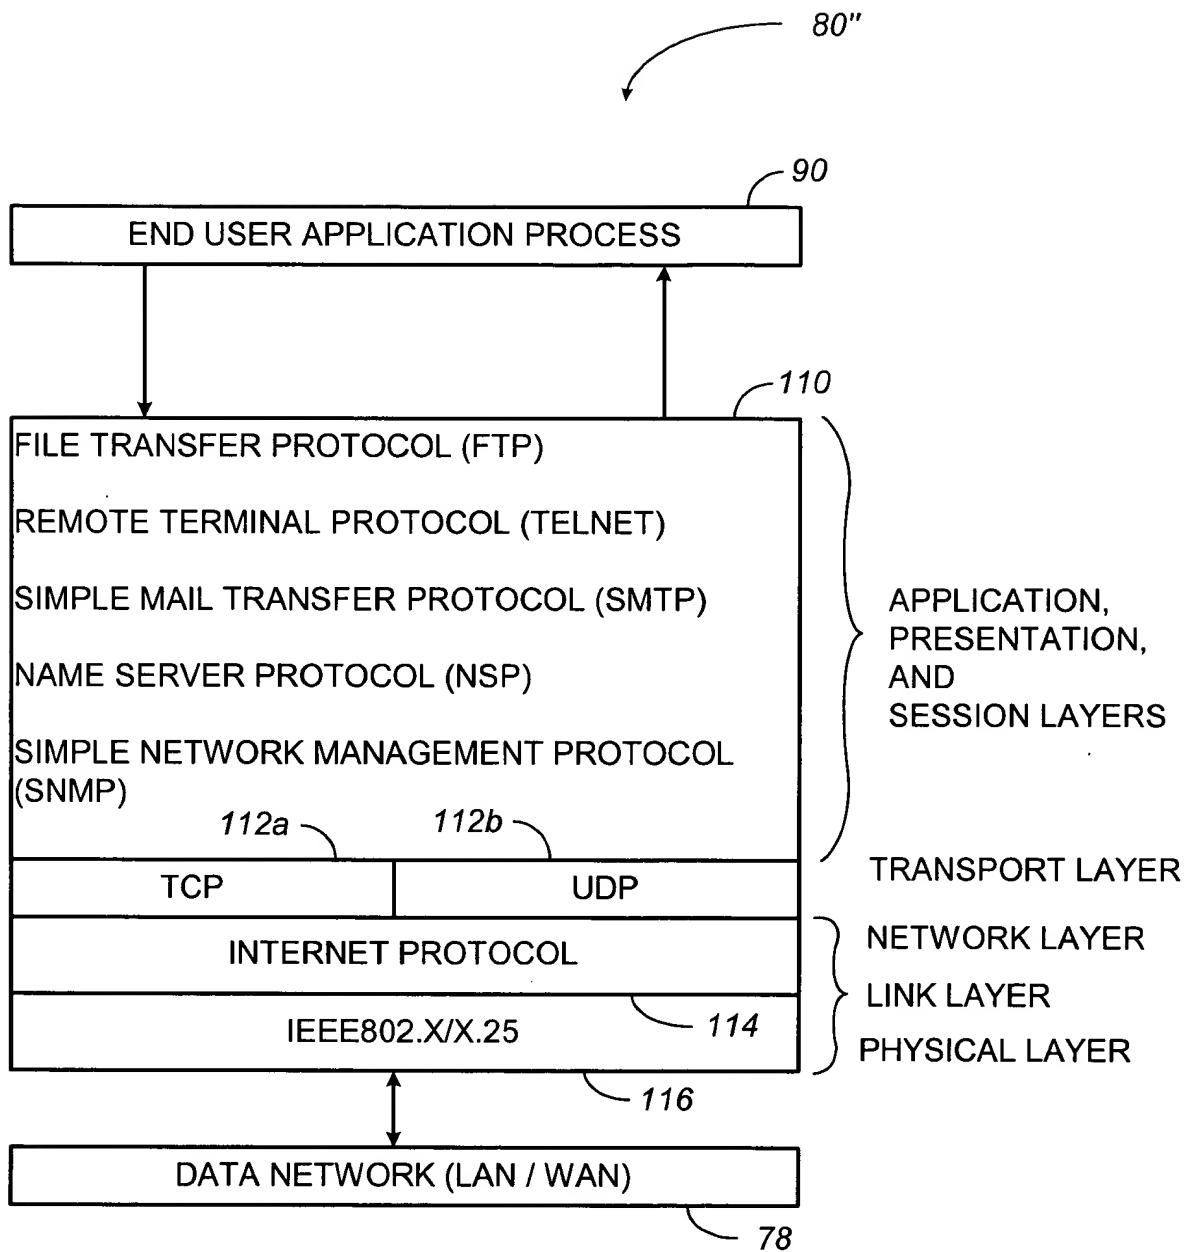 80"
90
END USER APPLICATION PROCESS
110
FILE TRANSFER PROTOCOL (FTP)
REMOTE TERMINAL PROTOCOL (TELNET)
SIMPLE MAIL TRANSFER PROTOCOL (SMTP)
NAME SERVER PROTOCOL (NSP)
SIMPLE NETWORK MANAGEMENT PROTOCOL
(SNMP)
APPLICATION,
PRESENTATION,
AND
SESSION LAYERS
112a
112b
TCP
UDP
TRANSPORT LAYER
INTERNET PROTOCOL
NETWORK LAYER
114
LINK LAYER
IEEE802.X/X.25
PHYSICAL LAYER
116
DATA NETWORK (LAN / WAN)
78